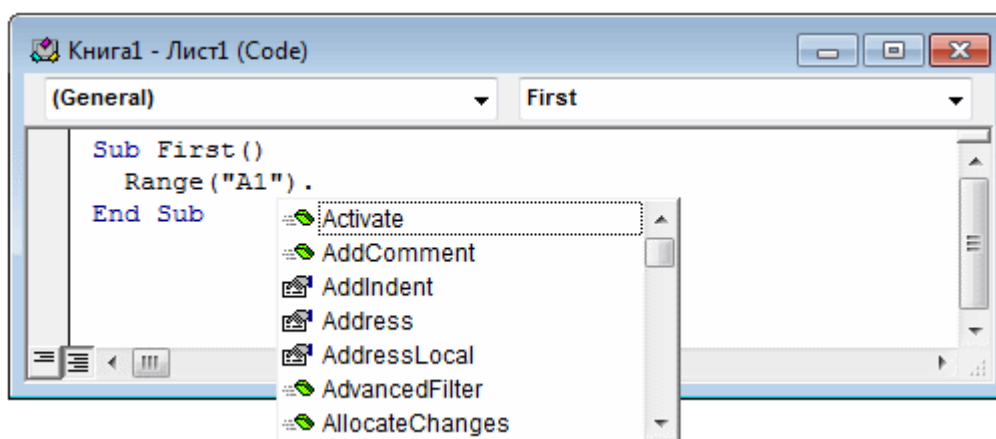 Книга1 - Лист1 (Code)
(General) First
Sub First()
Range("A1").
End Sub
Activate
AddComment
AddIndent
Address
AddressLocal
AdvancedFilter
AllocateChanges